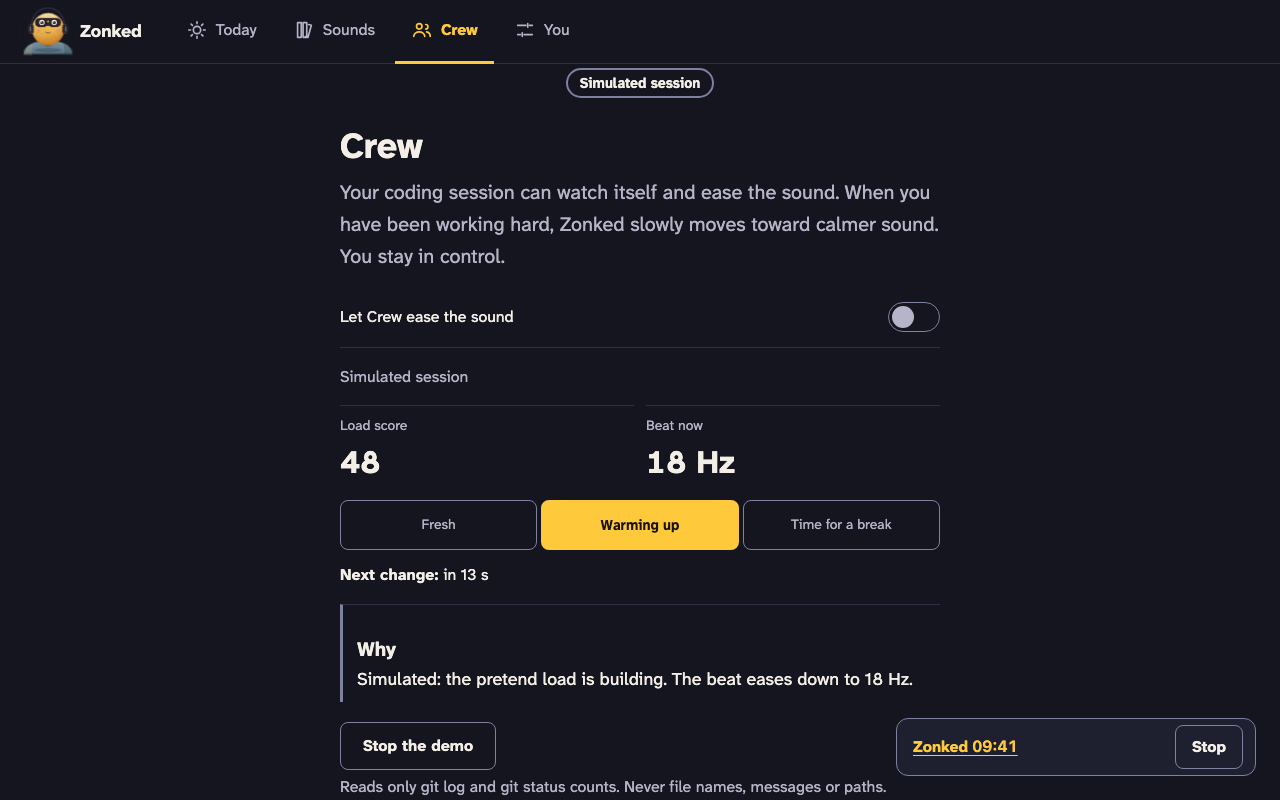 Zonked
Today
Sounds
Crew
You
Simulated session
Crew
Your coding session can watch itself and ease the sound. When you
have been working hard, Zonked slowly moves toward calmer sound.
You stay in control.
Let Crew ease the sound
Simulated session
Load score
48
Beat now
18 Hz
Fresh
Warming up
Time for a break
Next change: in 13 s
Why
Simulated: the pretend load is building. The beat eases down to 18 Hz.
Stop the demo
Zonked 09:41
Stop
Reads only git log and git status counts. Never file names, messages or paths.